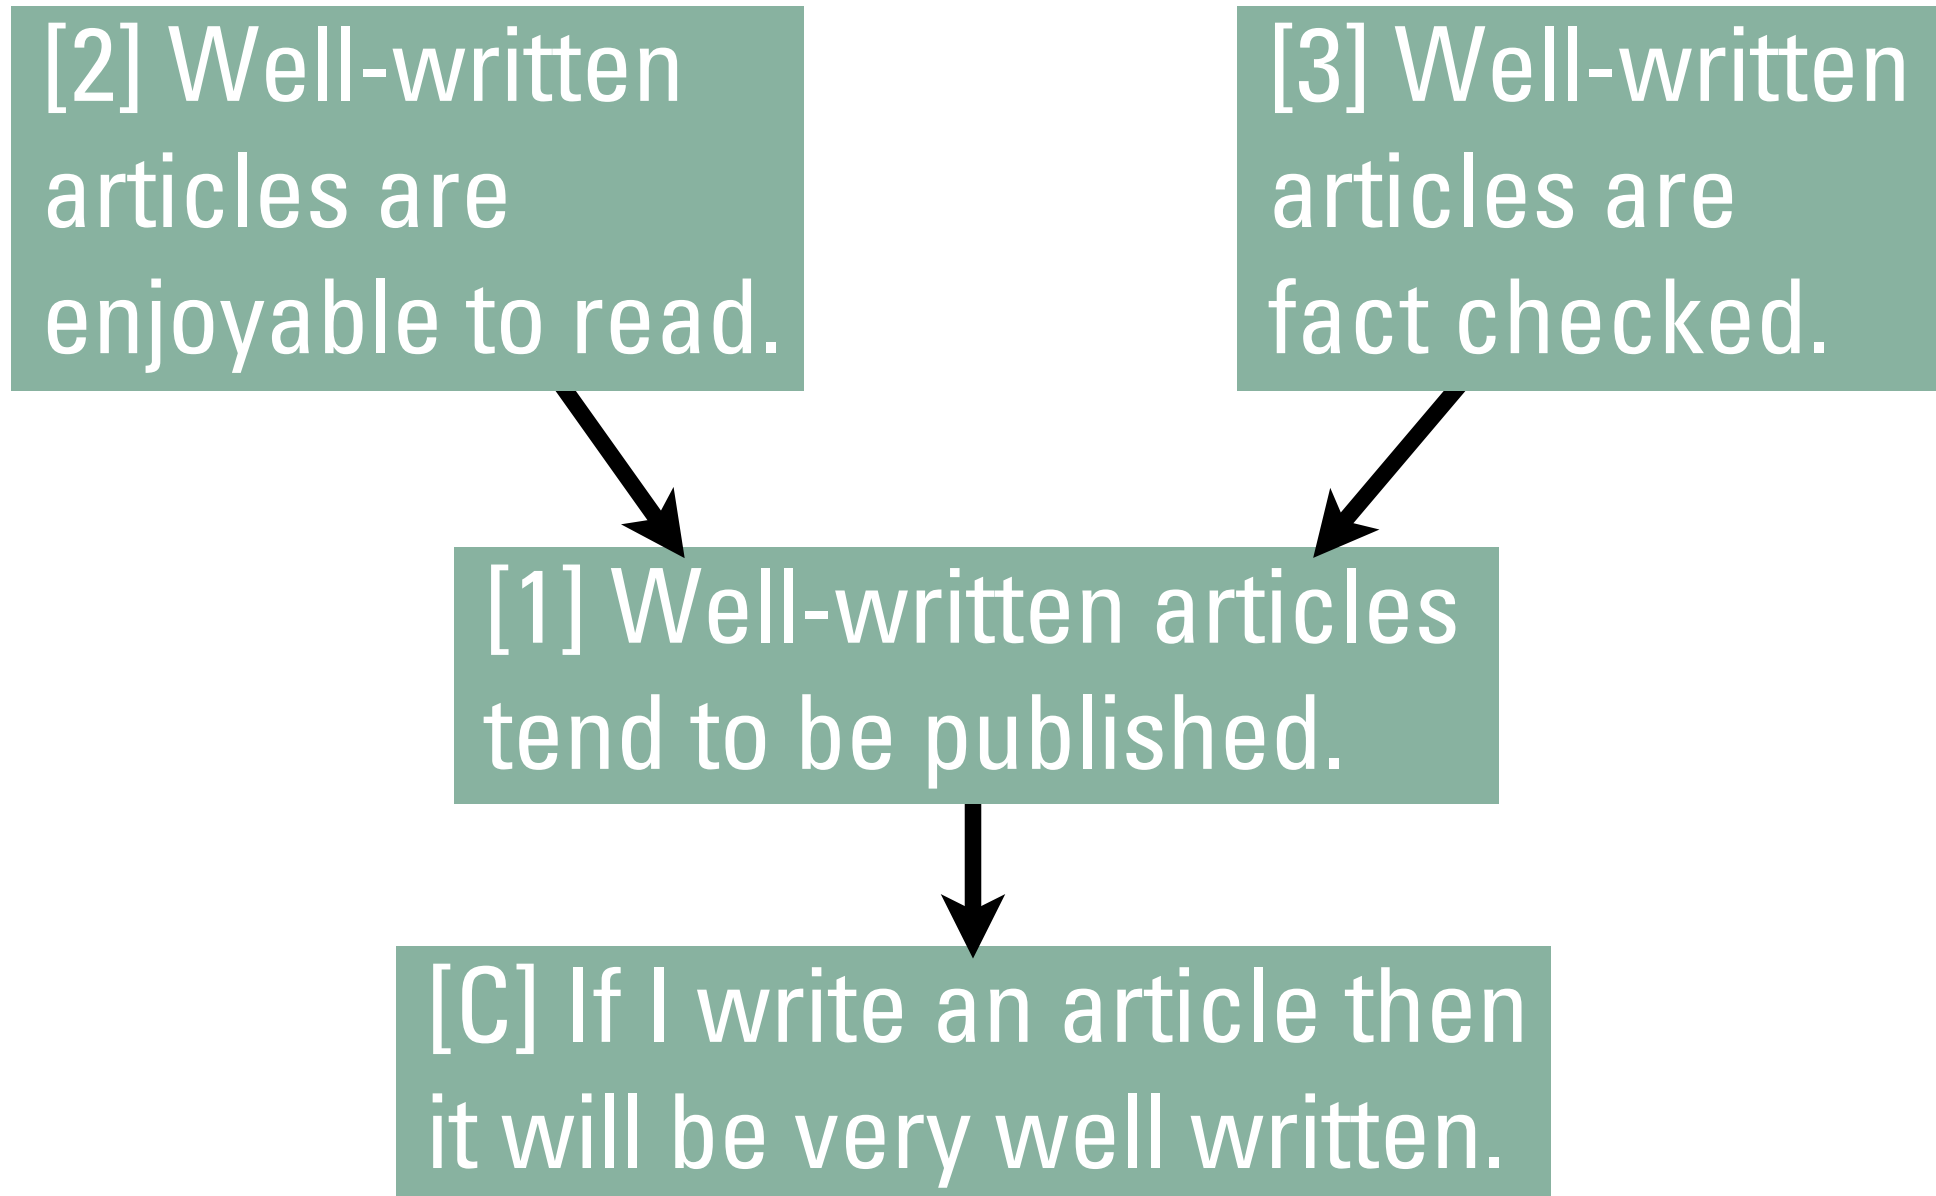 [2] Well-written
articles are
enjoyable to read.
[3] Well-written
articles are
fact checked.
[1] Well-written articles
tend to be published.
[C] If I write an article then
it will be very well written.